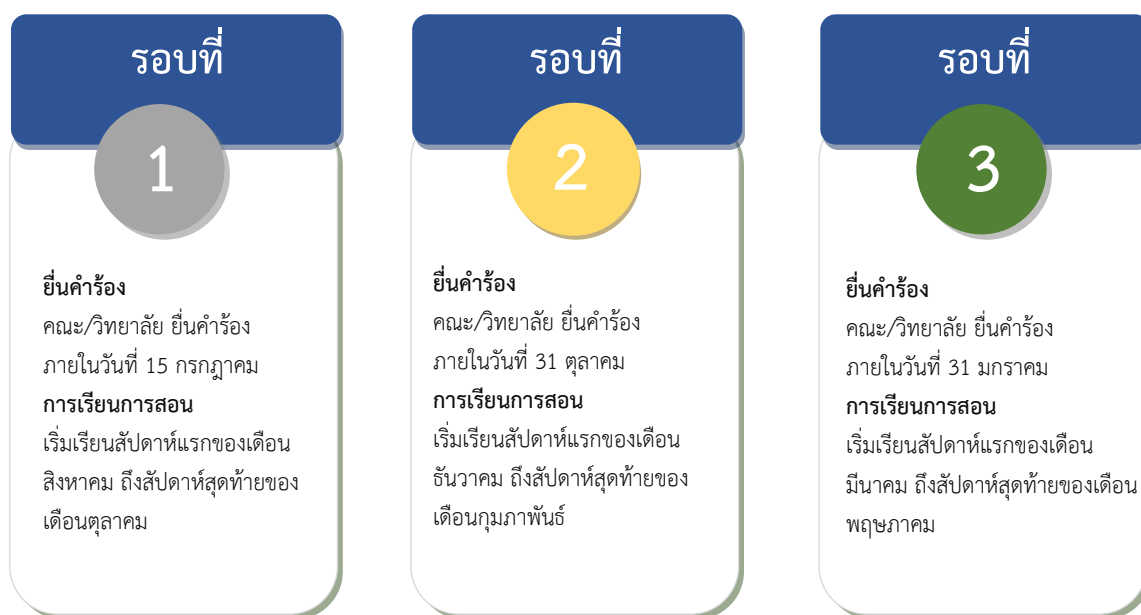 รอบที่
1
ยื่นคำร้อง
คณะ/วิทยาลัย ยื่นคำร้อง
ภายในวันที่ 15 กรกฎาคม
การเรียนการสอน
เริ่มเรียนสัปดาห์แรกของเดือน
สิงหาคม ถึงสัปดาห์สุดท้ายของ
เดือนตุลาคม
รอบที่
2
ยื่นคำร้อง
คณะ/วิทยาลัย ยื่นคำร้อง
ภายในวันที่ 31 ตุลาคม
การเรียนการสอน
เริ่มเรียนสัปดาห์แรกของเดือน
ธันวาคม ถึงสัปดาห์สุดท้ายของ
เดือนกุมภาพันธ์
รอบที่
3
ยื่นคำร้อง
คณะ/วิทยาลัย ยื่นคำร้อง
ภายในวันที่ 31 มกราคม
การเรียนการสอน
เริ่มเรียนสัปดาห์แรกของเดือน
มีนาคม ถึงสัปดาห์สุดท้ายของเดือน
พฤษภาคม